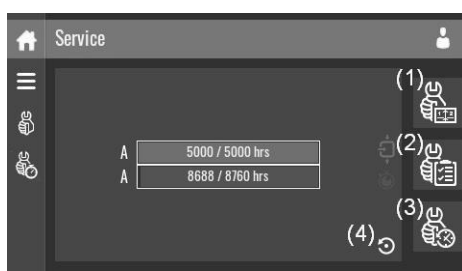 Service
(1)
(2)
A 5000 / 5000 hrs
A 8688 / 8760 hrs
(3)
(4)